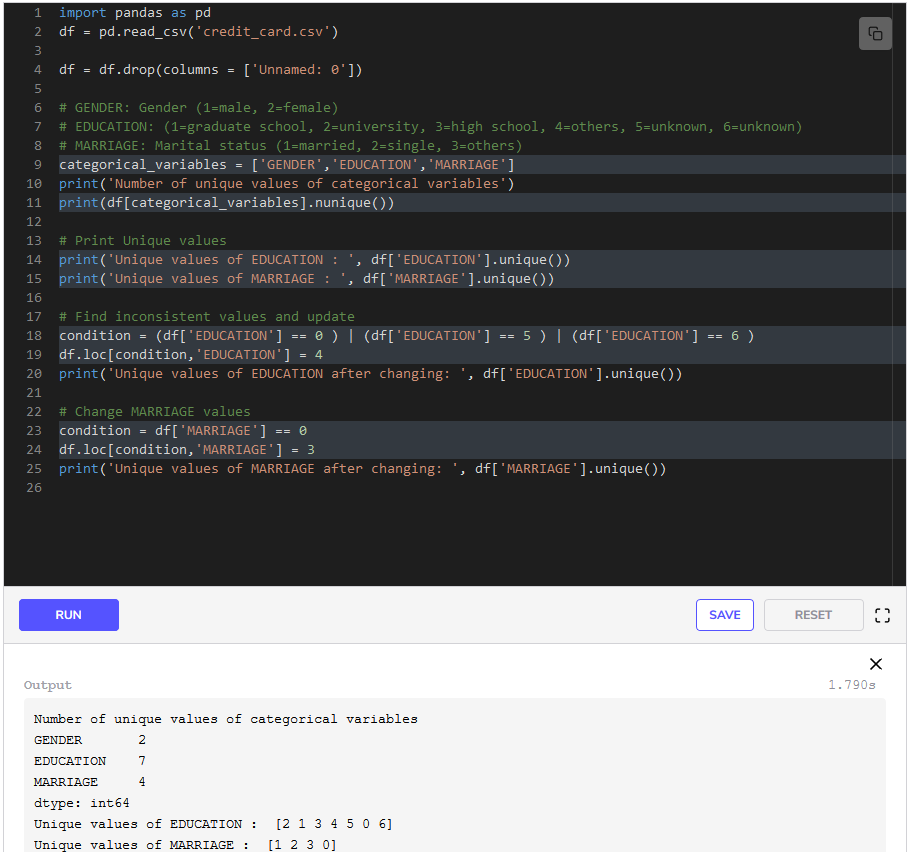 1 import pandas as pd
2 df = pd.read_csv('credit_card.csv')
3
4 df = df.drop(columns = ['Unnamed: 0'])
5
6 # GENDER: Gender (1=male, 2=female)
7 # EDUCATION: (1=graduate school, 2=university, 3=high school, 4=others, 5=unknown, 6=unknown)
8 # MARRIAGE: Marital status (1=married, 2=single, 3=others)
9 categorical_variables = ['GENDER','EDUCATION','MARRIAGE']
10 print('Number of unique values of categorical variables')
11 print(df[categorical_variables].nunique())
12
13 # Print Unique values
14 print('Unique values of EDUCATION : ', df['EDUCATION'].unique())
15 print('Unique values of MARRIAGE : ', df['MARRIAGE'].unique())
16
17 # Find inconsistent values and update
18 condition = (df['EDUCATION'] == 0 ) | (df['EDUCATION'] == 5 ) | (df['EDUCATION'] == 6 )
19 df.loc[condition,'EDUCATION'] = 4
20 print('Unique values of EDUCATION after changing: ', df['EDUCATION'].unique())
21
22 # Change MARRIAGE values
23 condition = df['MARRIAGE'] == 0
24 df.loc[condition,'MARRIAGE'] = 3
25 print('Unique values of MARRIAGE after changing: ', df['MARRIAGE'].unique())
26
RUN SAVE RESET
Output 1.790s
Number of unique values of categorical variables
GENDER 2
EDUCATION 7
MARRIAGE 4
dtype: int64
Unique values of EDUCATION :  [2 1 3 4 5 0 6]
Unique values of MARRIAGE :  [1 2 3 0]